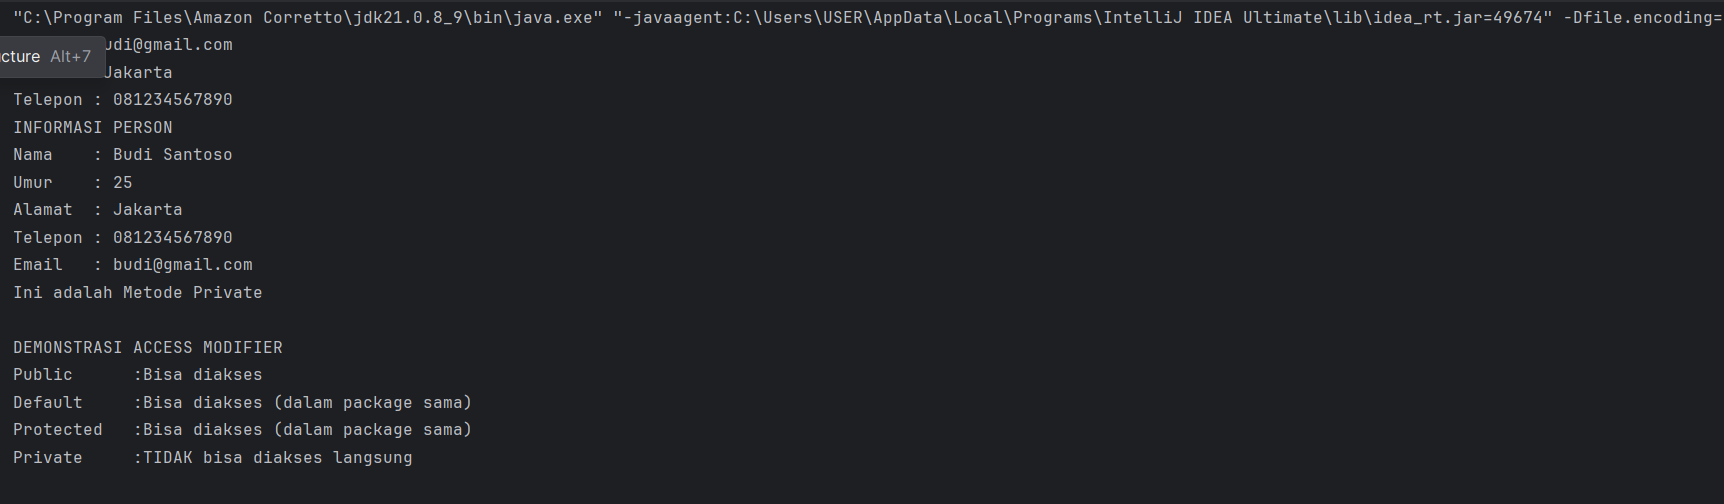 "C:\Program Files\Amazon Corretto\jdk21.0.8_9\bin\java.exe" "-javaagent:C:\Users\USER\AppData\Local\Programs\IntelliJ IDEA Ultimate\lib\idea_rt.jar=49674" -Dfile.encoding=
udi@gmail.com
ucture Alt+7
Jakarta
Telepon : 081234567890
INFORMASI PERSON
Nama    : Budi Santoso
Umur    : 25
Alamat  : Jakarta
Telepon : 081234567890
Email   : budi@gmail.com
Ini adalah Metode Private
DEMONSTRASI ACCESS MODIFIER
Public      :Bisa diakses
Default     :Bisa diakses (dalam package sama)
Protected   :Bisa diakses (dalam package sama)
Private     :TIDAK bisa diakses langsung